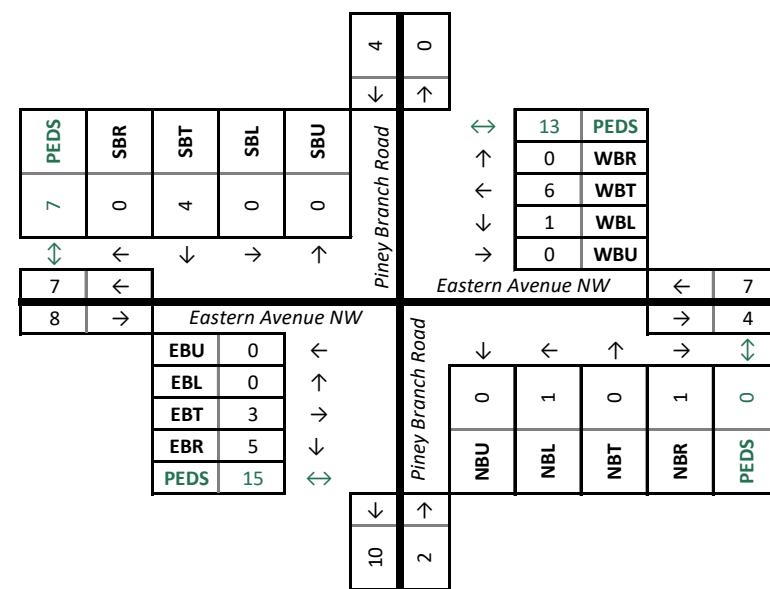 4 0
↓ ↑
PEDS SBR SBT SBL SBU
7 0 4 0 0
↕ ← ↓ → ↑
Piney Branch Road
↔ 13 PEDS
↑ 0 WBR
← 6 WBT
↓ 1 WBL
→ 0 WBU
7 ←
Eastern Avenue NW
← 7
8 →
Eastern Avenue NW
→ 4
EBU 0 ←
EBL 0 ↑
EBT 3 →
EBR 5 ↓
PEDS 15 ↔
Piney Branch Road
↓ ← ↑ → ↕
0 1 0 1 0
NBU NBL NBT NBR PEDS
↓ ↑
10 2